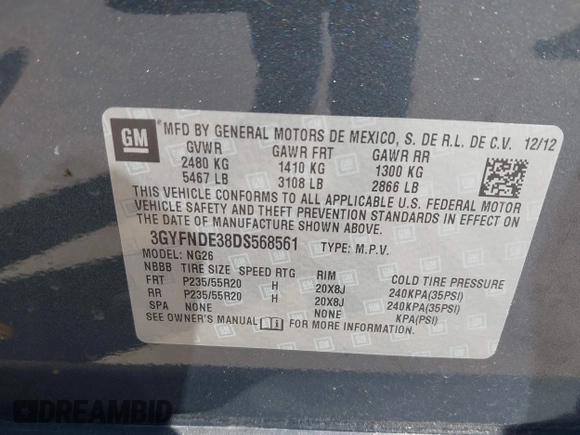 GM
MFD BY GENERAL MOTORS DE MEXICO, S. DE R.L. DE C.V. 12/12
GVWR GAWR FRT GAWR RR
2480 KG 1410 KG 1300 KG
5467 LB 3108 LB 2866 LB
THIS VEHICLE CONFORMS TO ALL APPLICABLE U.S. FEDERAL MOTOR
VEHICLE SAFETY AND THEFT PREVENTION STANDARDS IN EFFECT ON
THE DATE OF MANUFACTURE SHOWN ABOVE.
3GYFNDE38DS568561 TYPE: M.P.V.
MODEL: NG26
NBBB TIRE SIZE SPEED RTG RIM COLD TIRE PRESSURE
FRT P235/55R20 H 20X8J 240KPA(35PSI)
RR P235/55R20 H 20X8J 240KPA(35PSI)
SPA NONE NONE KPA(PSI)
SEE OWNER'S MANUAL FOR MORE INFORMATION.
DREAMBID